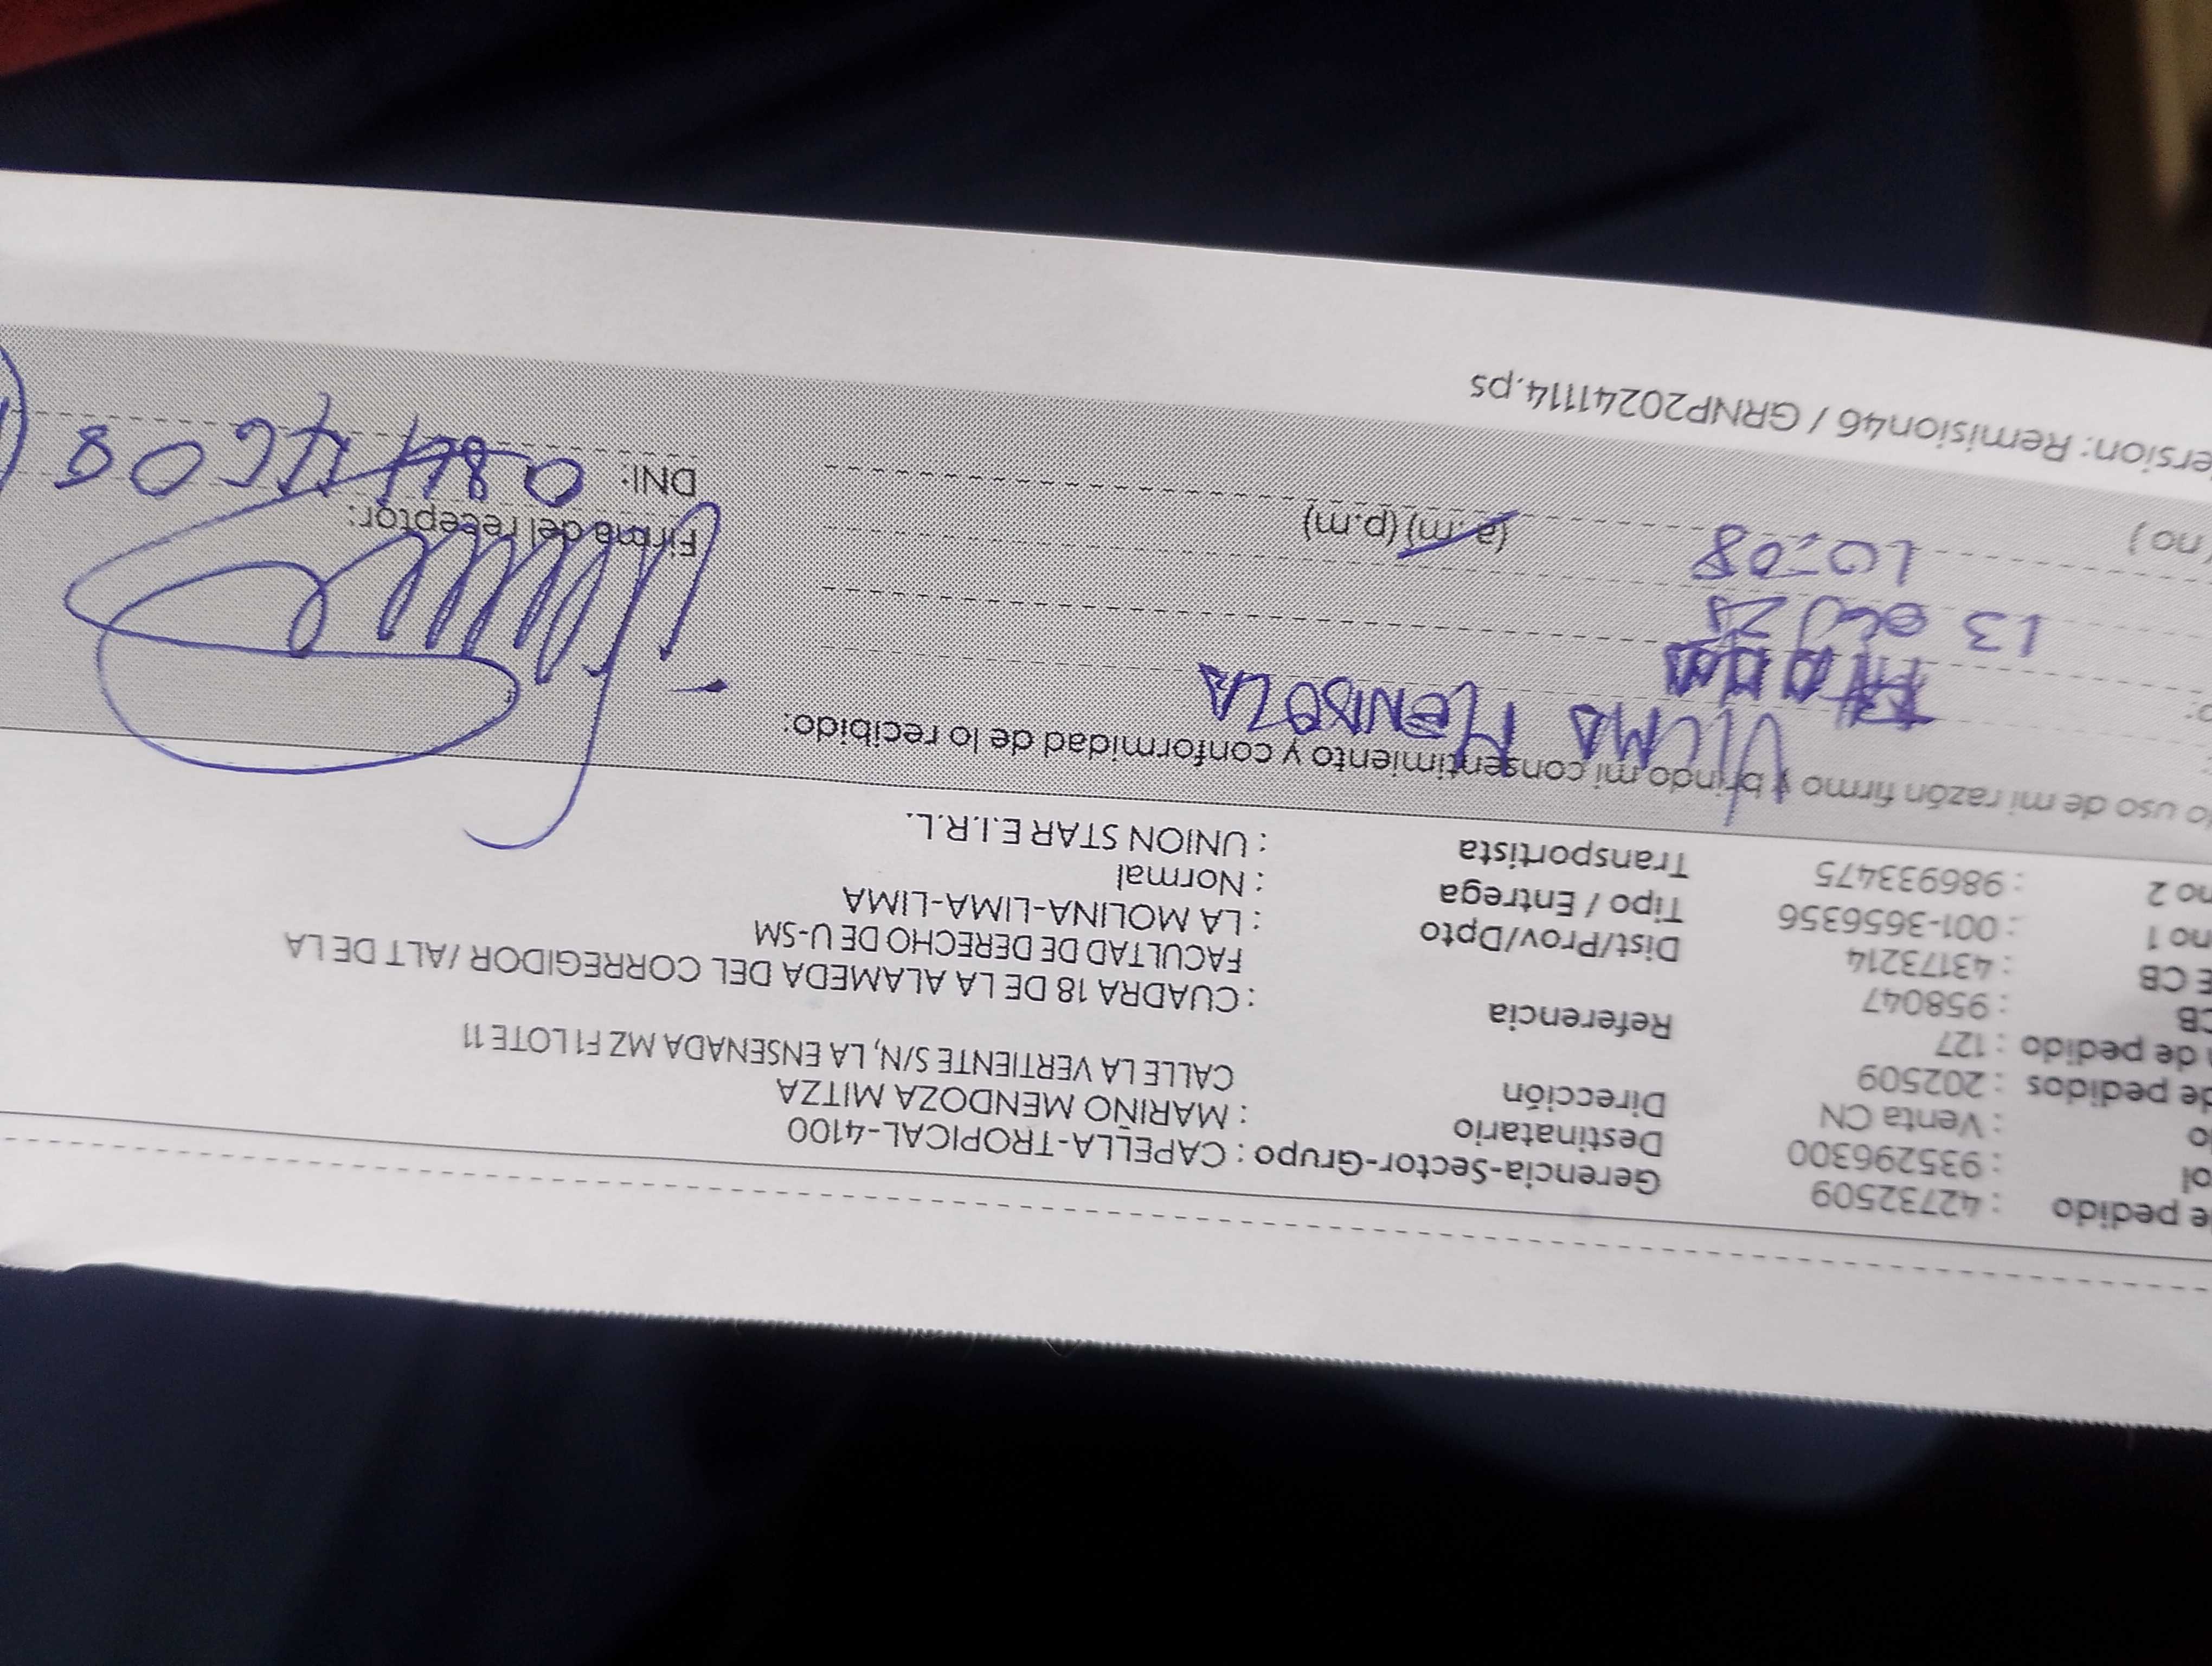 e pedido : 42732509 Gerencia-Sector-Grupo : CAPELLA-TROPICAL-4100
ol : 935296300 Destinatario : MARIÑO MENDOZA MITZA
o : Venta CN Dirección CALLE LA VERTIENTE S/N, LA ENSENADA MZ F1 LOTE 11
de pedidos : 202509
de pedido : 127 Referencia : CUADRA 18 DE LA ALAMEDA DEL CORREGIDOR / ALT DE LA
CB : 958047 FACULTAD DE DERECHO DE U-SM
E CB : 43173214 Dist/Prov/Dpto : LA MOLINA-LIMA-LIMA
no 1 : 001-3656356 Tipo / Entrega : Normal
no 2 : 986933475 Transportista : UNION STAR E.I.R.L.
o uso de mi razón firmo y brindo mi consentimiento y conformidad de lo recibido:
VILMA MENDOZA
13
10:08 (a.m) (p.m) Firma del receptor:
no ) DNI:
ersion: Remision46 / GRNP20241114.ps